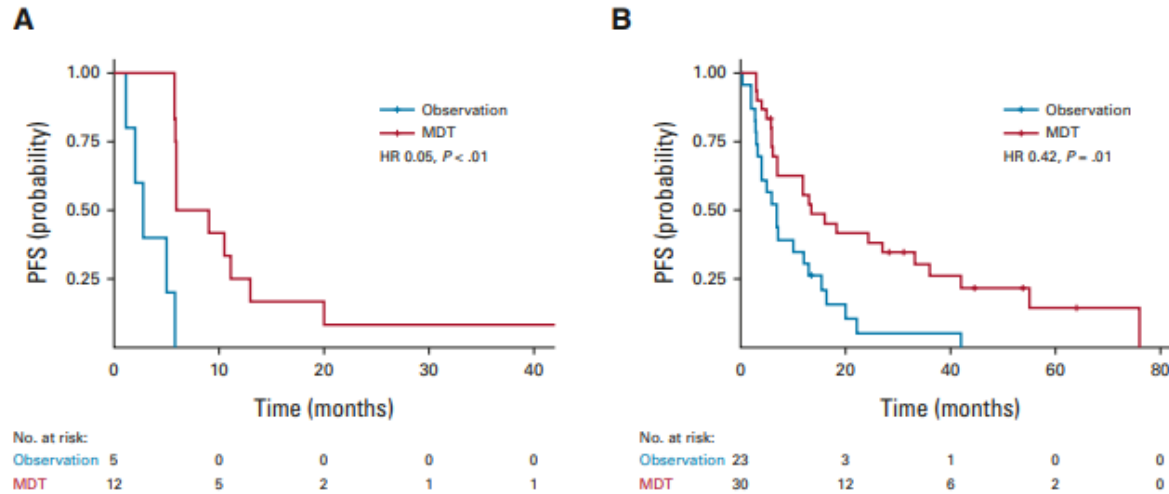 A
1.00
0.75
0.50
0.25
PFS (probability)
Observation
MDT
HR 0.05, P < .01
0 10 20 30 40
Time (months)
No. at risk:
Observation 5 0 0 0 0
MDT 12 5 2 1 1
B
1.00
0.75
0.50
0.25
PFS (probability)
Observation
MDT
HR 0.42, P = .01
0 20 40 60 80
Time (months)
No. at risk:
Observation 23 3 1 0 0
MDT 30 12 6 2 0